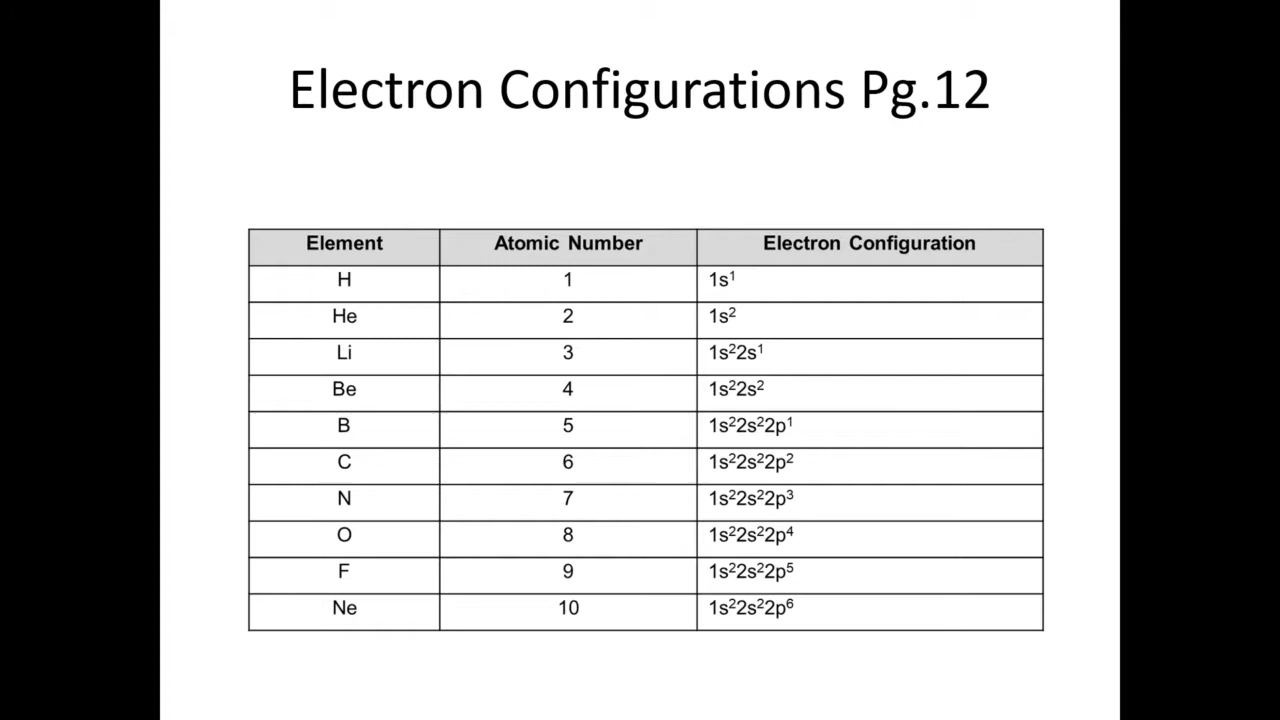 Electron Configurations Pg.12
Element Atomic Number Electron Configuration
H 1 1s¹
He 2 1s²
Li 3 1s²2s¹
Be 4 1s²2s²
B 5 1s²2s²2p¹
C 6 1s²2s²2p²
N 7 1s²2s²2p³
O 8 1s²2s²2p⁴
F 9 1s²2s²2p⁵
Ne 10 1s²2s²2p⁶